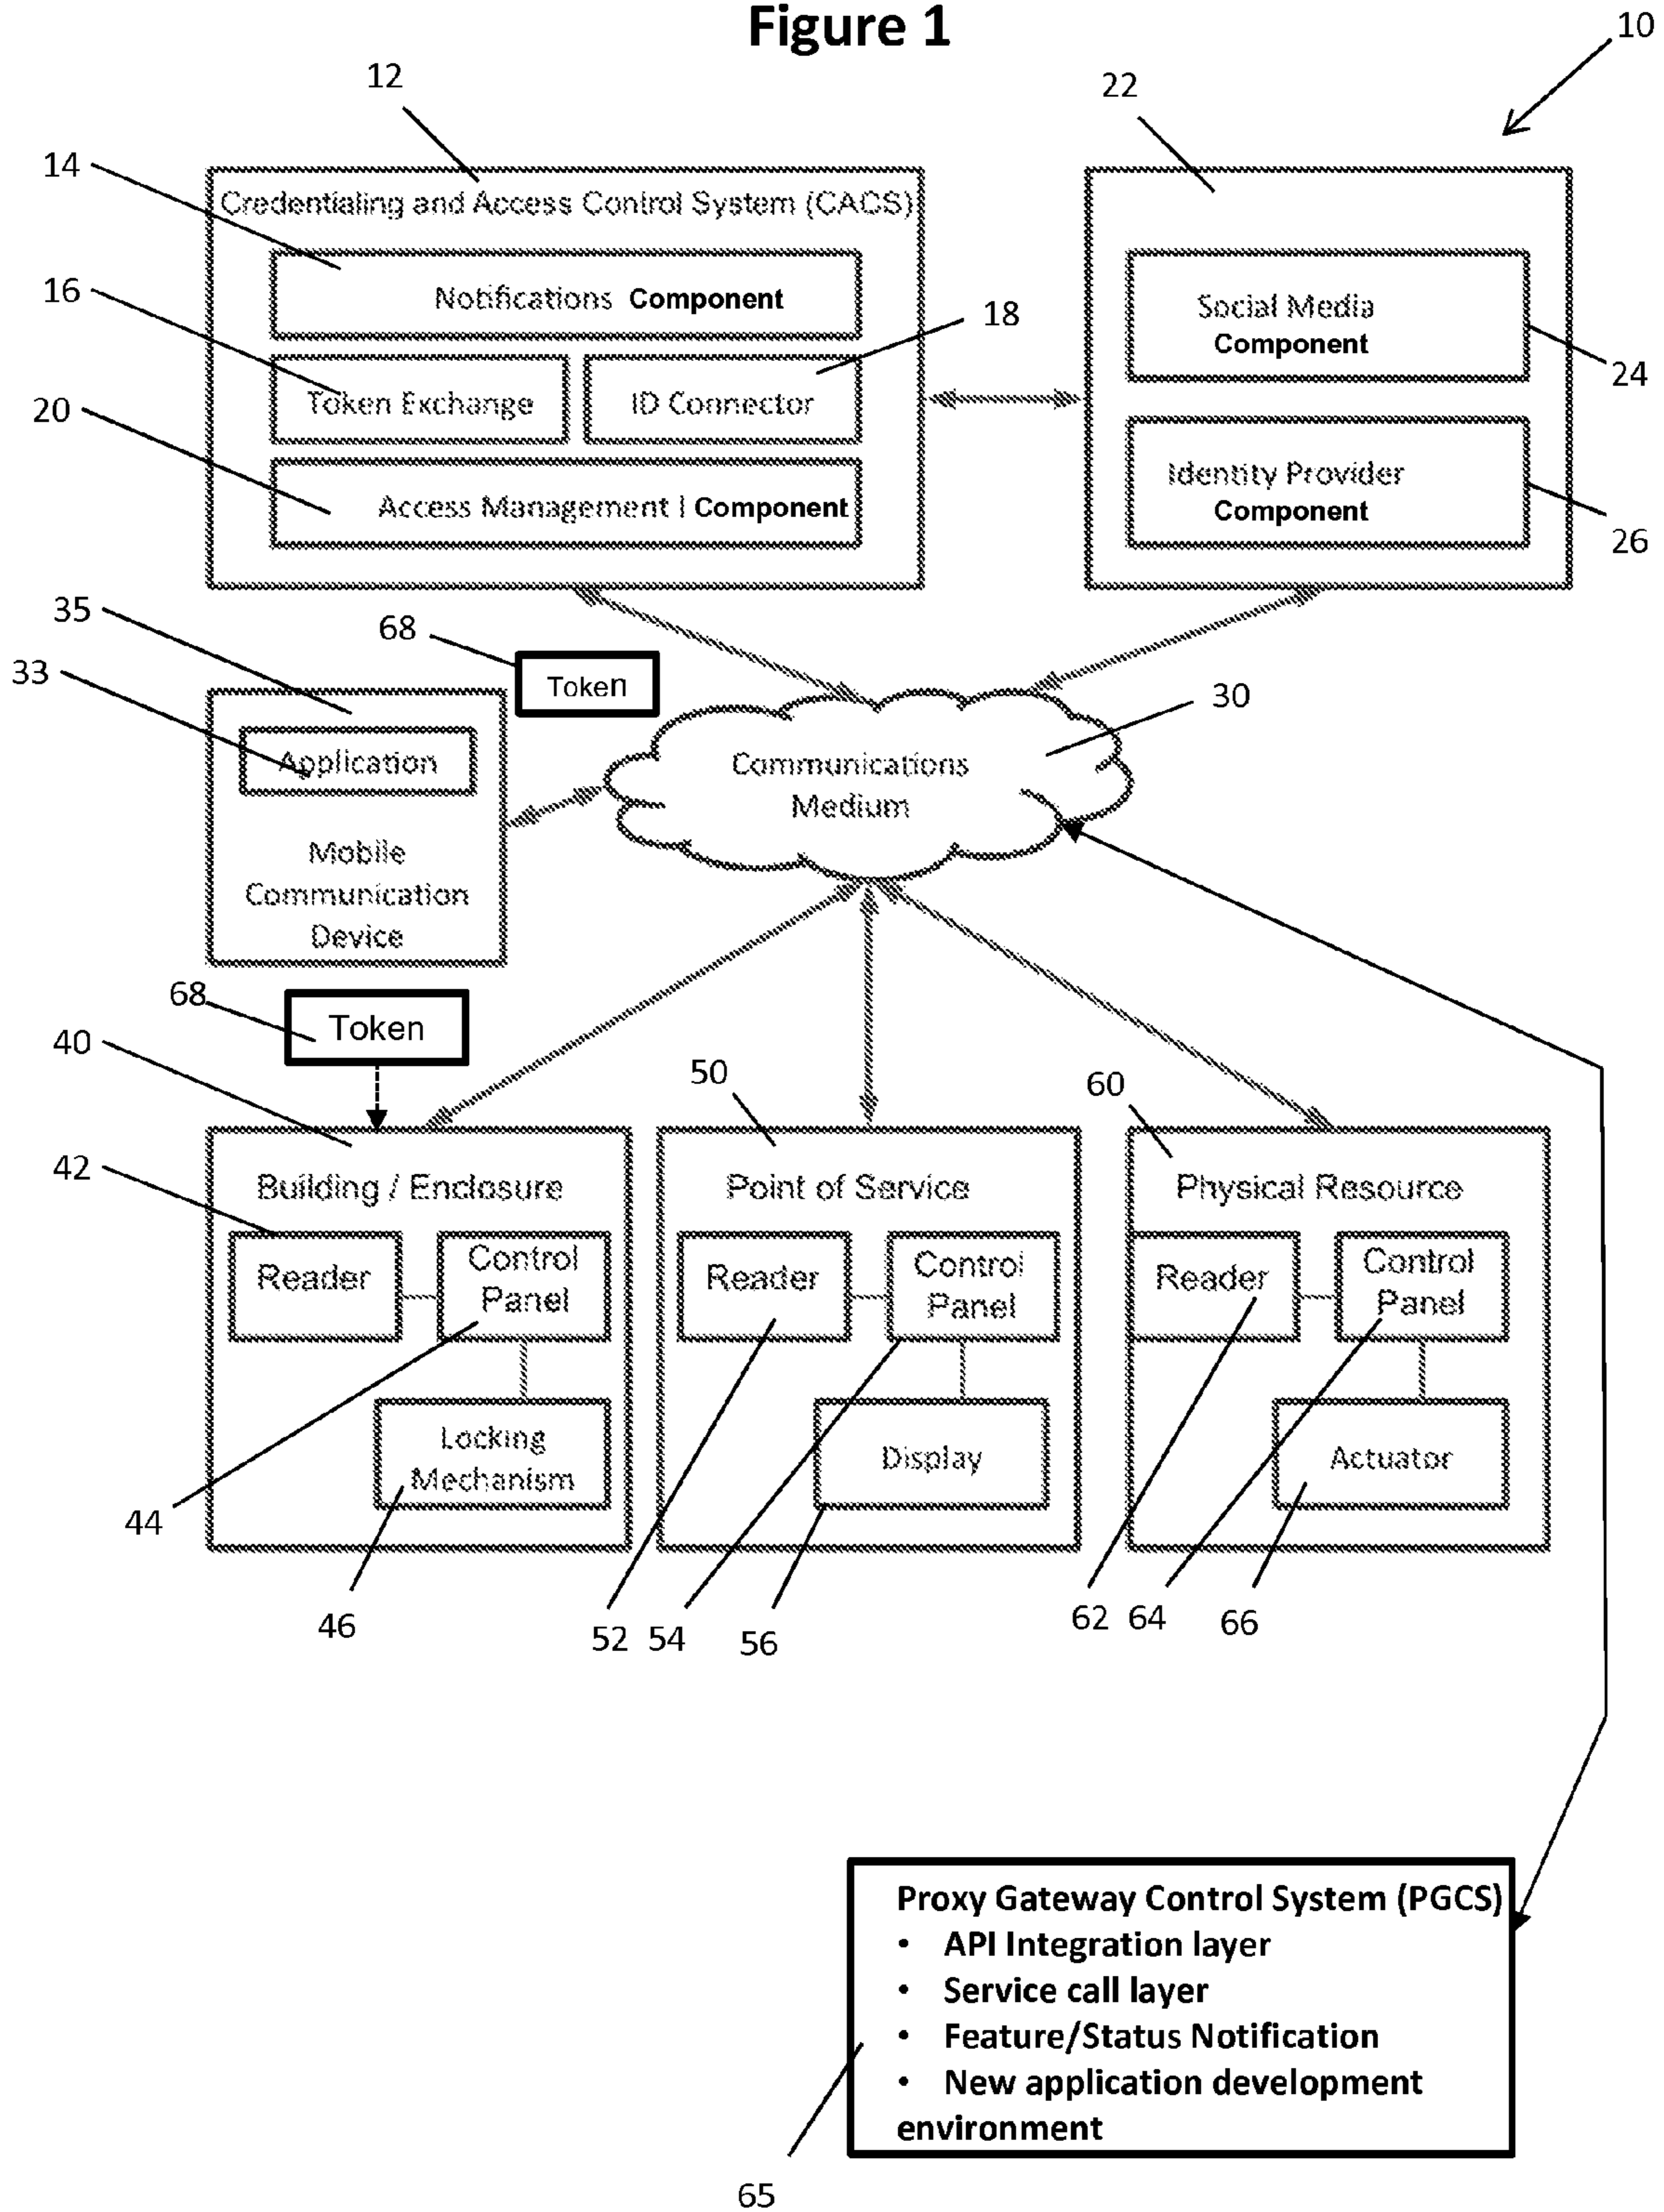 Figure 1
10
12
22
14
Credentialing and Access Control System (CACS)
16
Notifications Component
18
Social Media
Component
24
20
Token Exchange
ID Connector
Identity Provider
Component
26
Access Management | Component
35
68
Token
33
30
Application
Communications
Medium
Mobile
Communication
Device
68
Token
40
50
60
42
Building / Enclosure
Point of Service
Physical Resource
Reader
Control
Panel
Reader
Control
Panel
Reader
Control
Panel
Locking
Mechanism
Display
Actuator
44
46
52
54
56
62
64
66
Proxy Gateway Control System (PGCS)
• API Integration layer
• Service call layer
• Feature/Status Notification
• New application development
environment
65